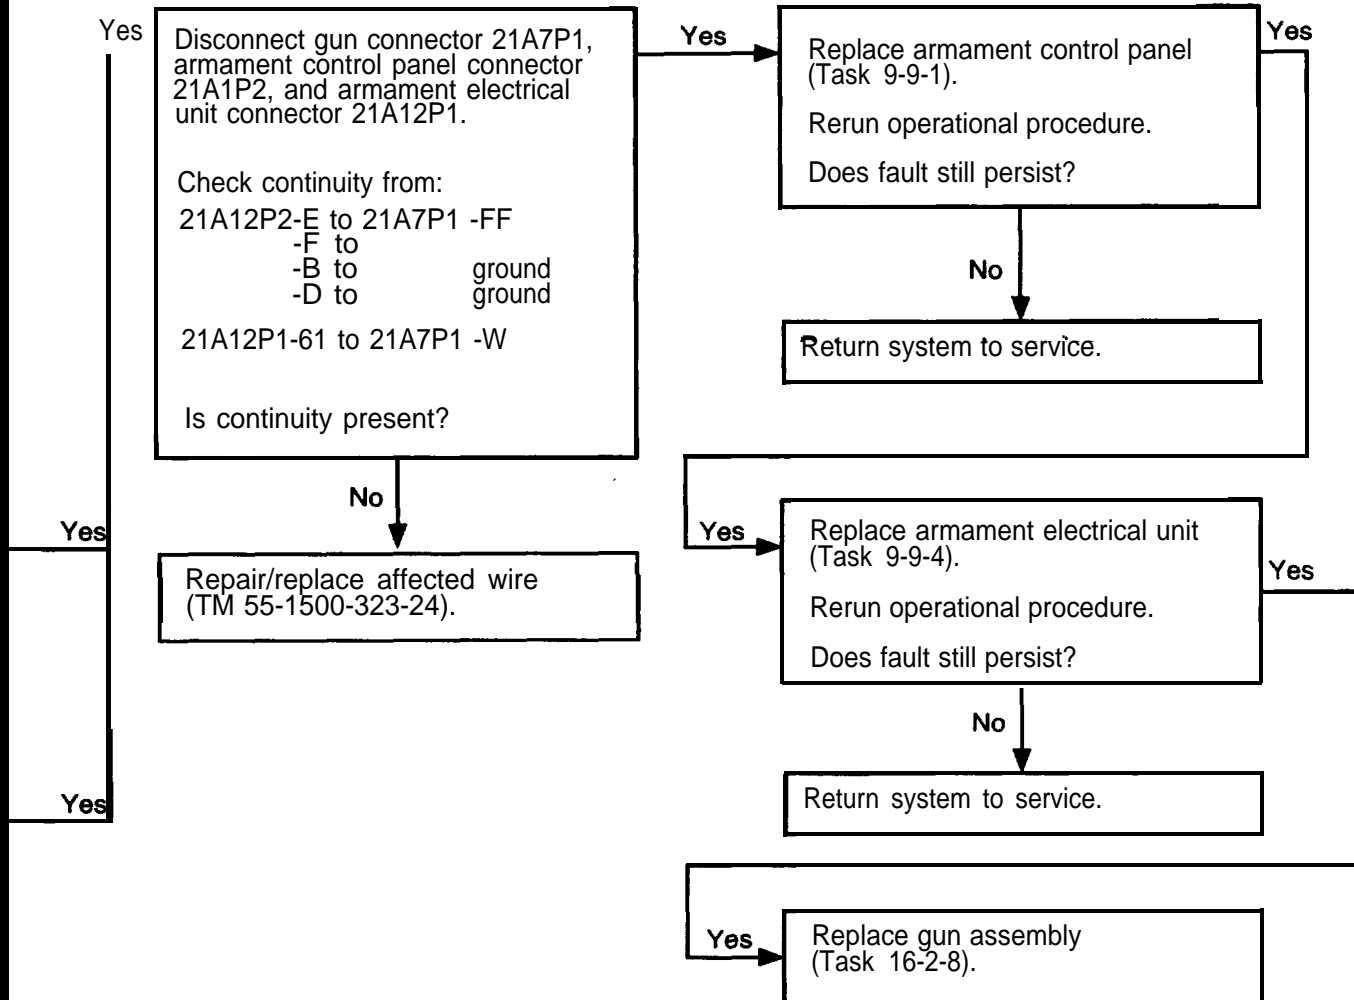 Yes
Disconnect gun connector 21A7P1,
armament control panel connector
21A1P2, and armament electrical
unit connector 21A12P1.
Check continuity from:
21A12P2-E to 21A7P1 -FF
-F to
-B to ground
-D to ground
21A12P1-61 to 21A7P1 -W
Is continuity present?
Yes
Replace armament control panel
(Task 9-9-1).
Rerun operational procedure.
Does fault still persist?
Yes
No
Return system to service.
No
Repair/replace affected wire
(TM 55-1500-323-24).
Yes
Yes
Yes
Replace armament electrical unit
(Task 9-9-4).
Rerun operational procedure.
Does fault still persist?
Yes
No
Return system to service.
Yes
Replace gun assembly
(Task 16-2-8).